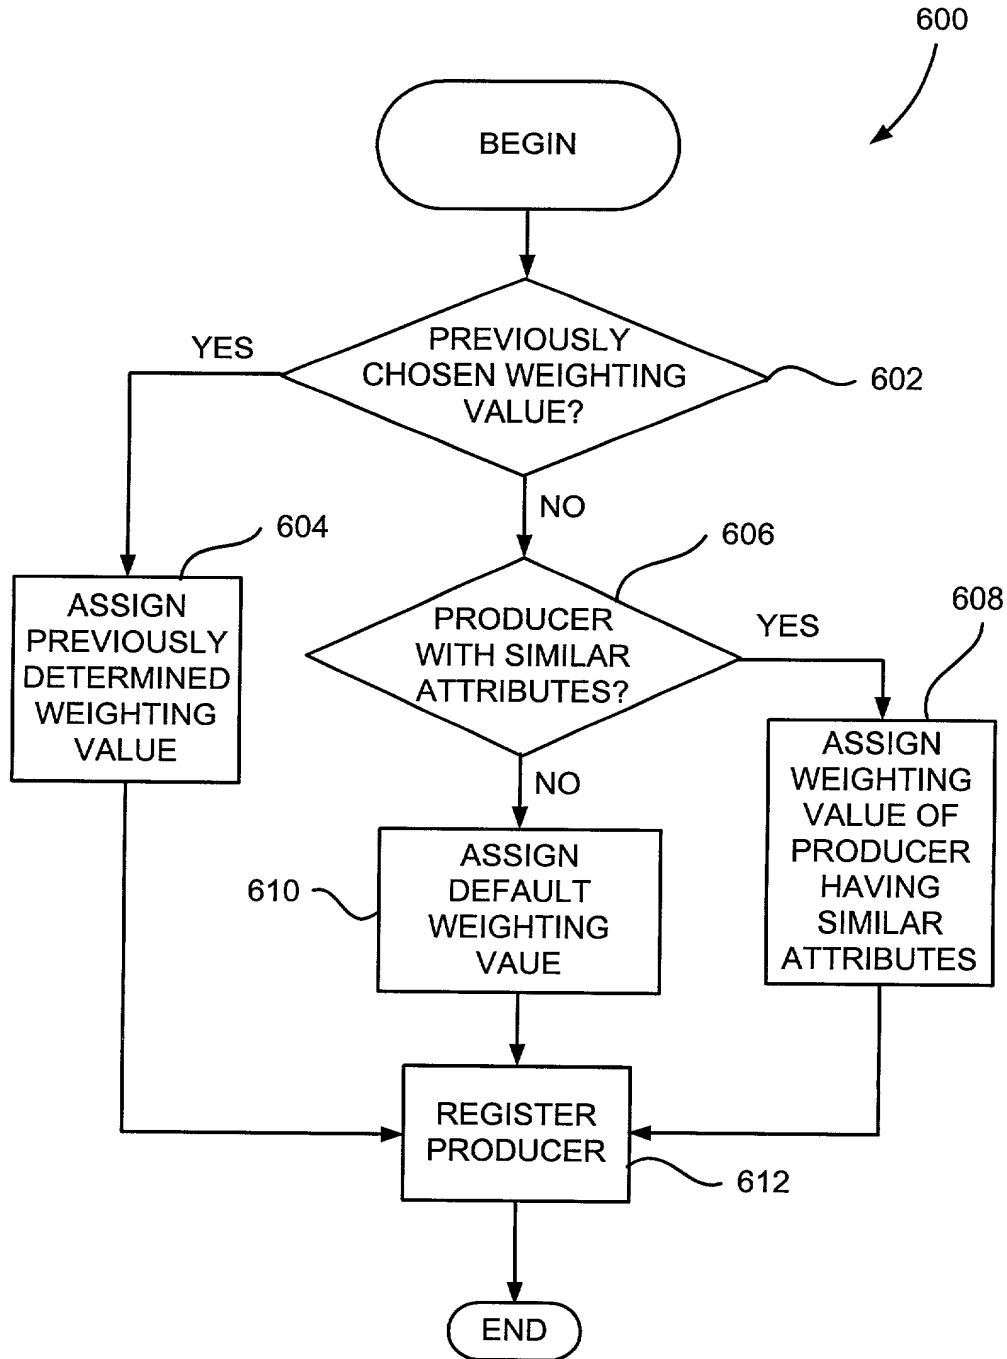 600
BEGIN
PREVIOUSLY
CHOSEN WEIGHTING
VALUE?
YES
602
NO
604
ASSIGN
PREVIOUSLY
DETERMINED
WEIGHTING
VALUE
606
PRODUCER
WITH SIMILAR
ATTRIBUTES?
YES
608
ASSIGN
WEIGHTING
VALUE OF
PRODUCER
HAVING
SIMILAR
ATTRIBUTES
NO
610
ASSIGN
DEFAULT
WEIGHTING
VAUE
REGISTER
PRODUCER
612
END